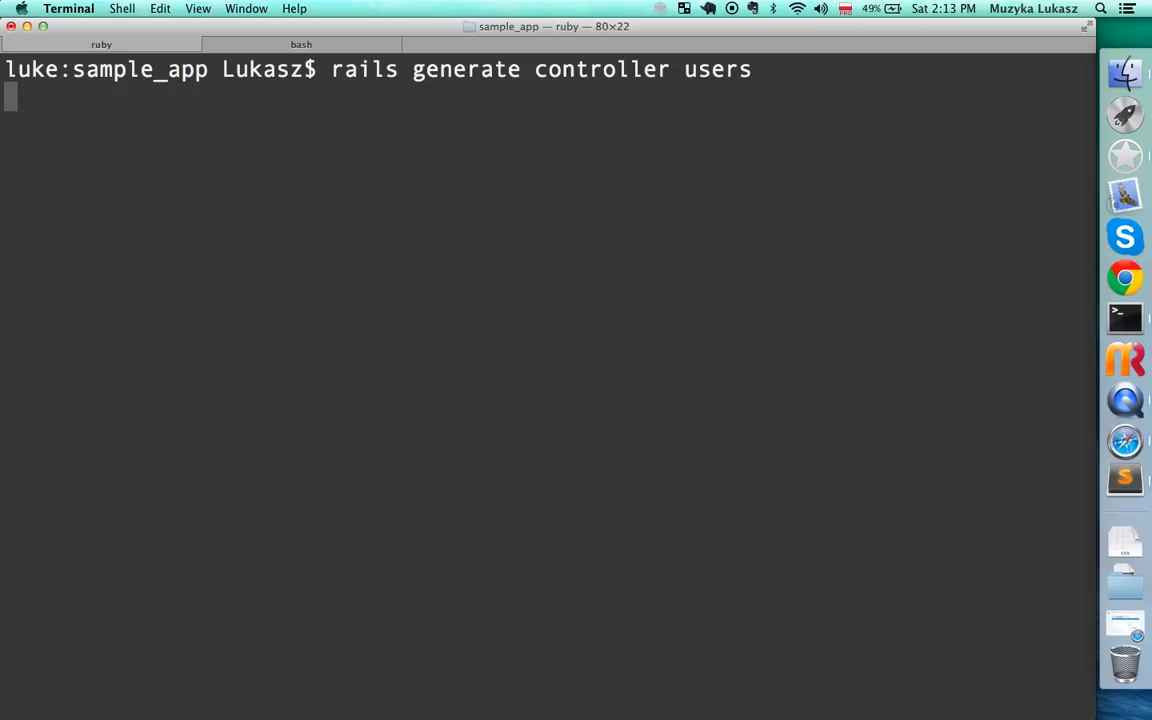 Terminal Shell Edit View Window Help 49% Sat 2:13 PM Muzyka Lukasz
sample_app — ruby — 80×22
ruby bash
luke:sample_app Lukasz$ rails generate controller users
CSV